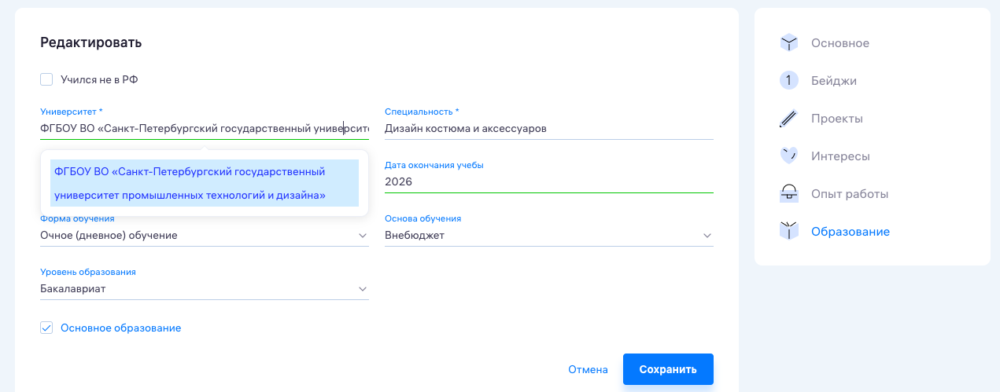 Редактировать
Учился не в РФ
Университет *
ФГБОУ ВО «Санкт-Петербургский государственный университ
Специальность *
Дизайн костюма и аксессуаров
ФГБОУ ВО «Санкт-Петербургский государственный
университет промышленных технологий и дизайна»
Дата окончания учебы
2026
Форма обучения
Очное (дневное) обучение
Основа обучения
Внебюджет
Уровень образования
Бакалавриат
Основное образование
Отмена
Сохранить
Основное
1
Бейджи
Проекты
Интересы
Опыт работы
Образование